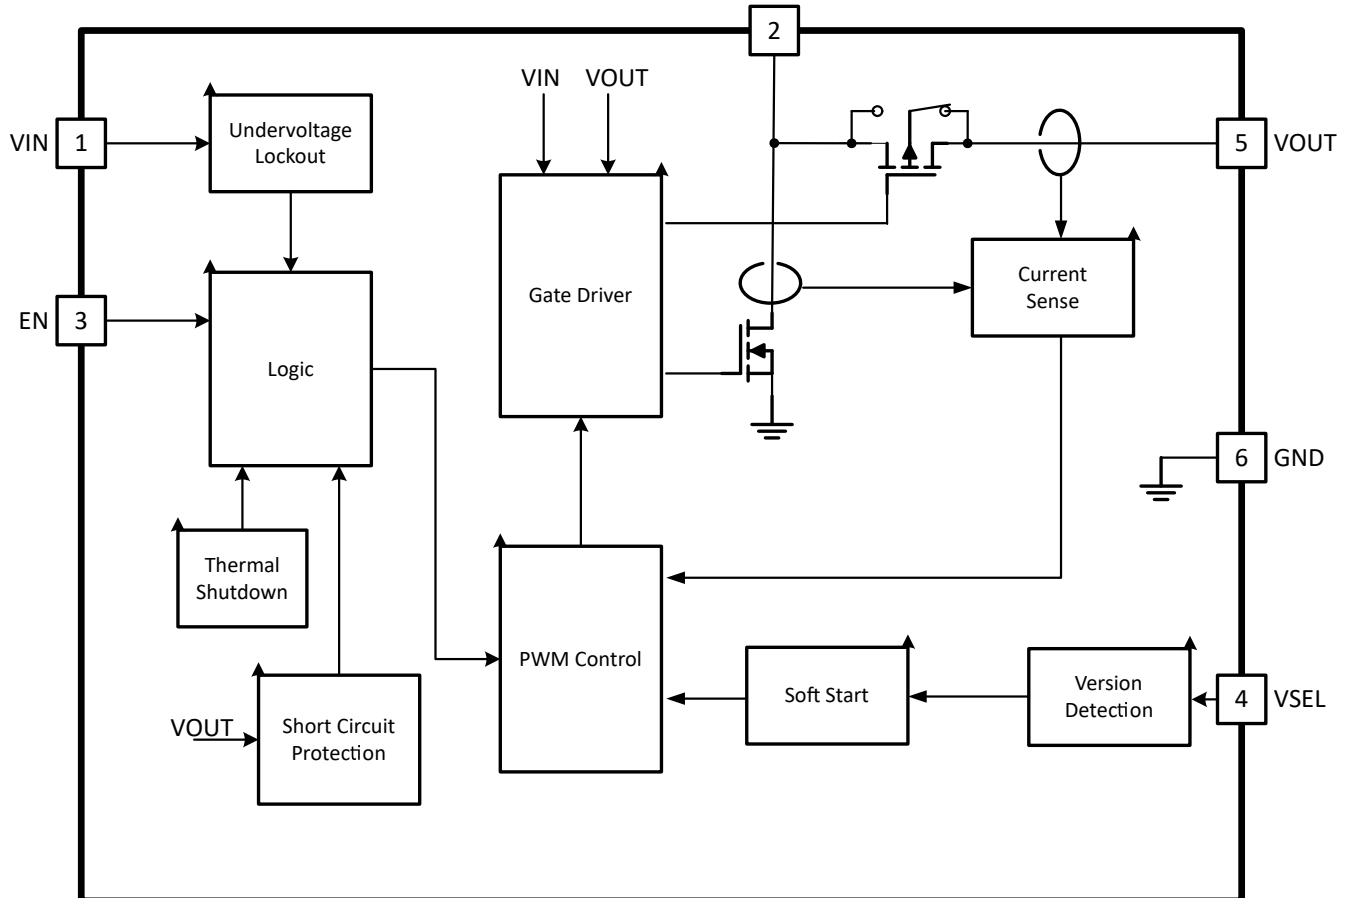 2
VIN
VOUT
VIN
1
Undervoltage
Lockout
5
VOUT
EN
3
Logic
Gate Driver
Current
Sense
6
GND
Thermal
Shutdown
PWM Control
Soft Start
Version
Detection
4
VSEL
VOUT
Short Circuit
Protection